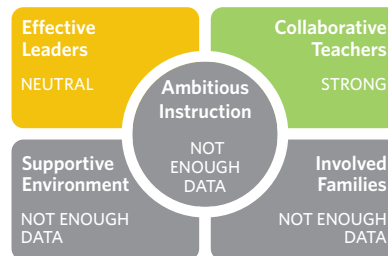 Effective
Leaders
NEUTRAL
Collaborative
Teachers
STRONG
Ambitious
Instruction
NOT
ENOUGH
DATA
Supportive
Environment
NOT ENOUGH
DATA
Involved
Families
NOT ENOUGH
DATA